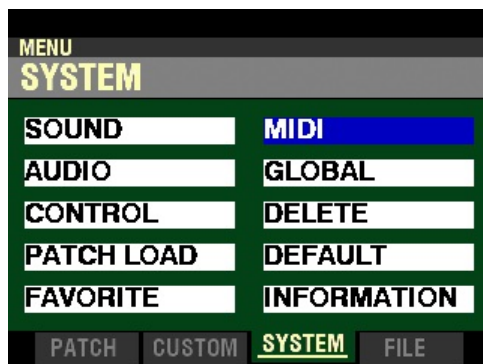 MENU
SYSTEM
SOUND MIDI
AUDIO GLOBAL
CONTROL DELETE
PATCH LOAD DEFAULT
FAVORITE INFORMATION
PATCH CUSTOM SYSTEM FILE